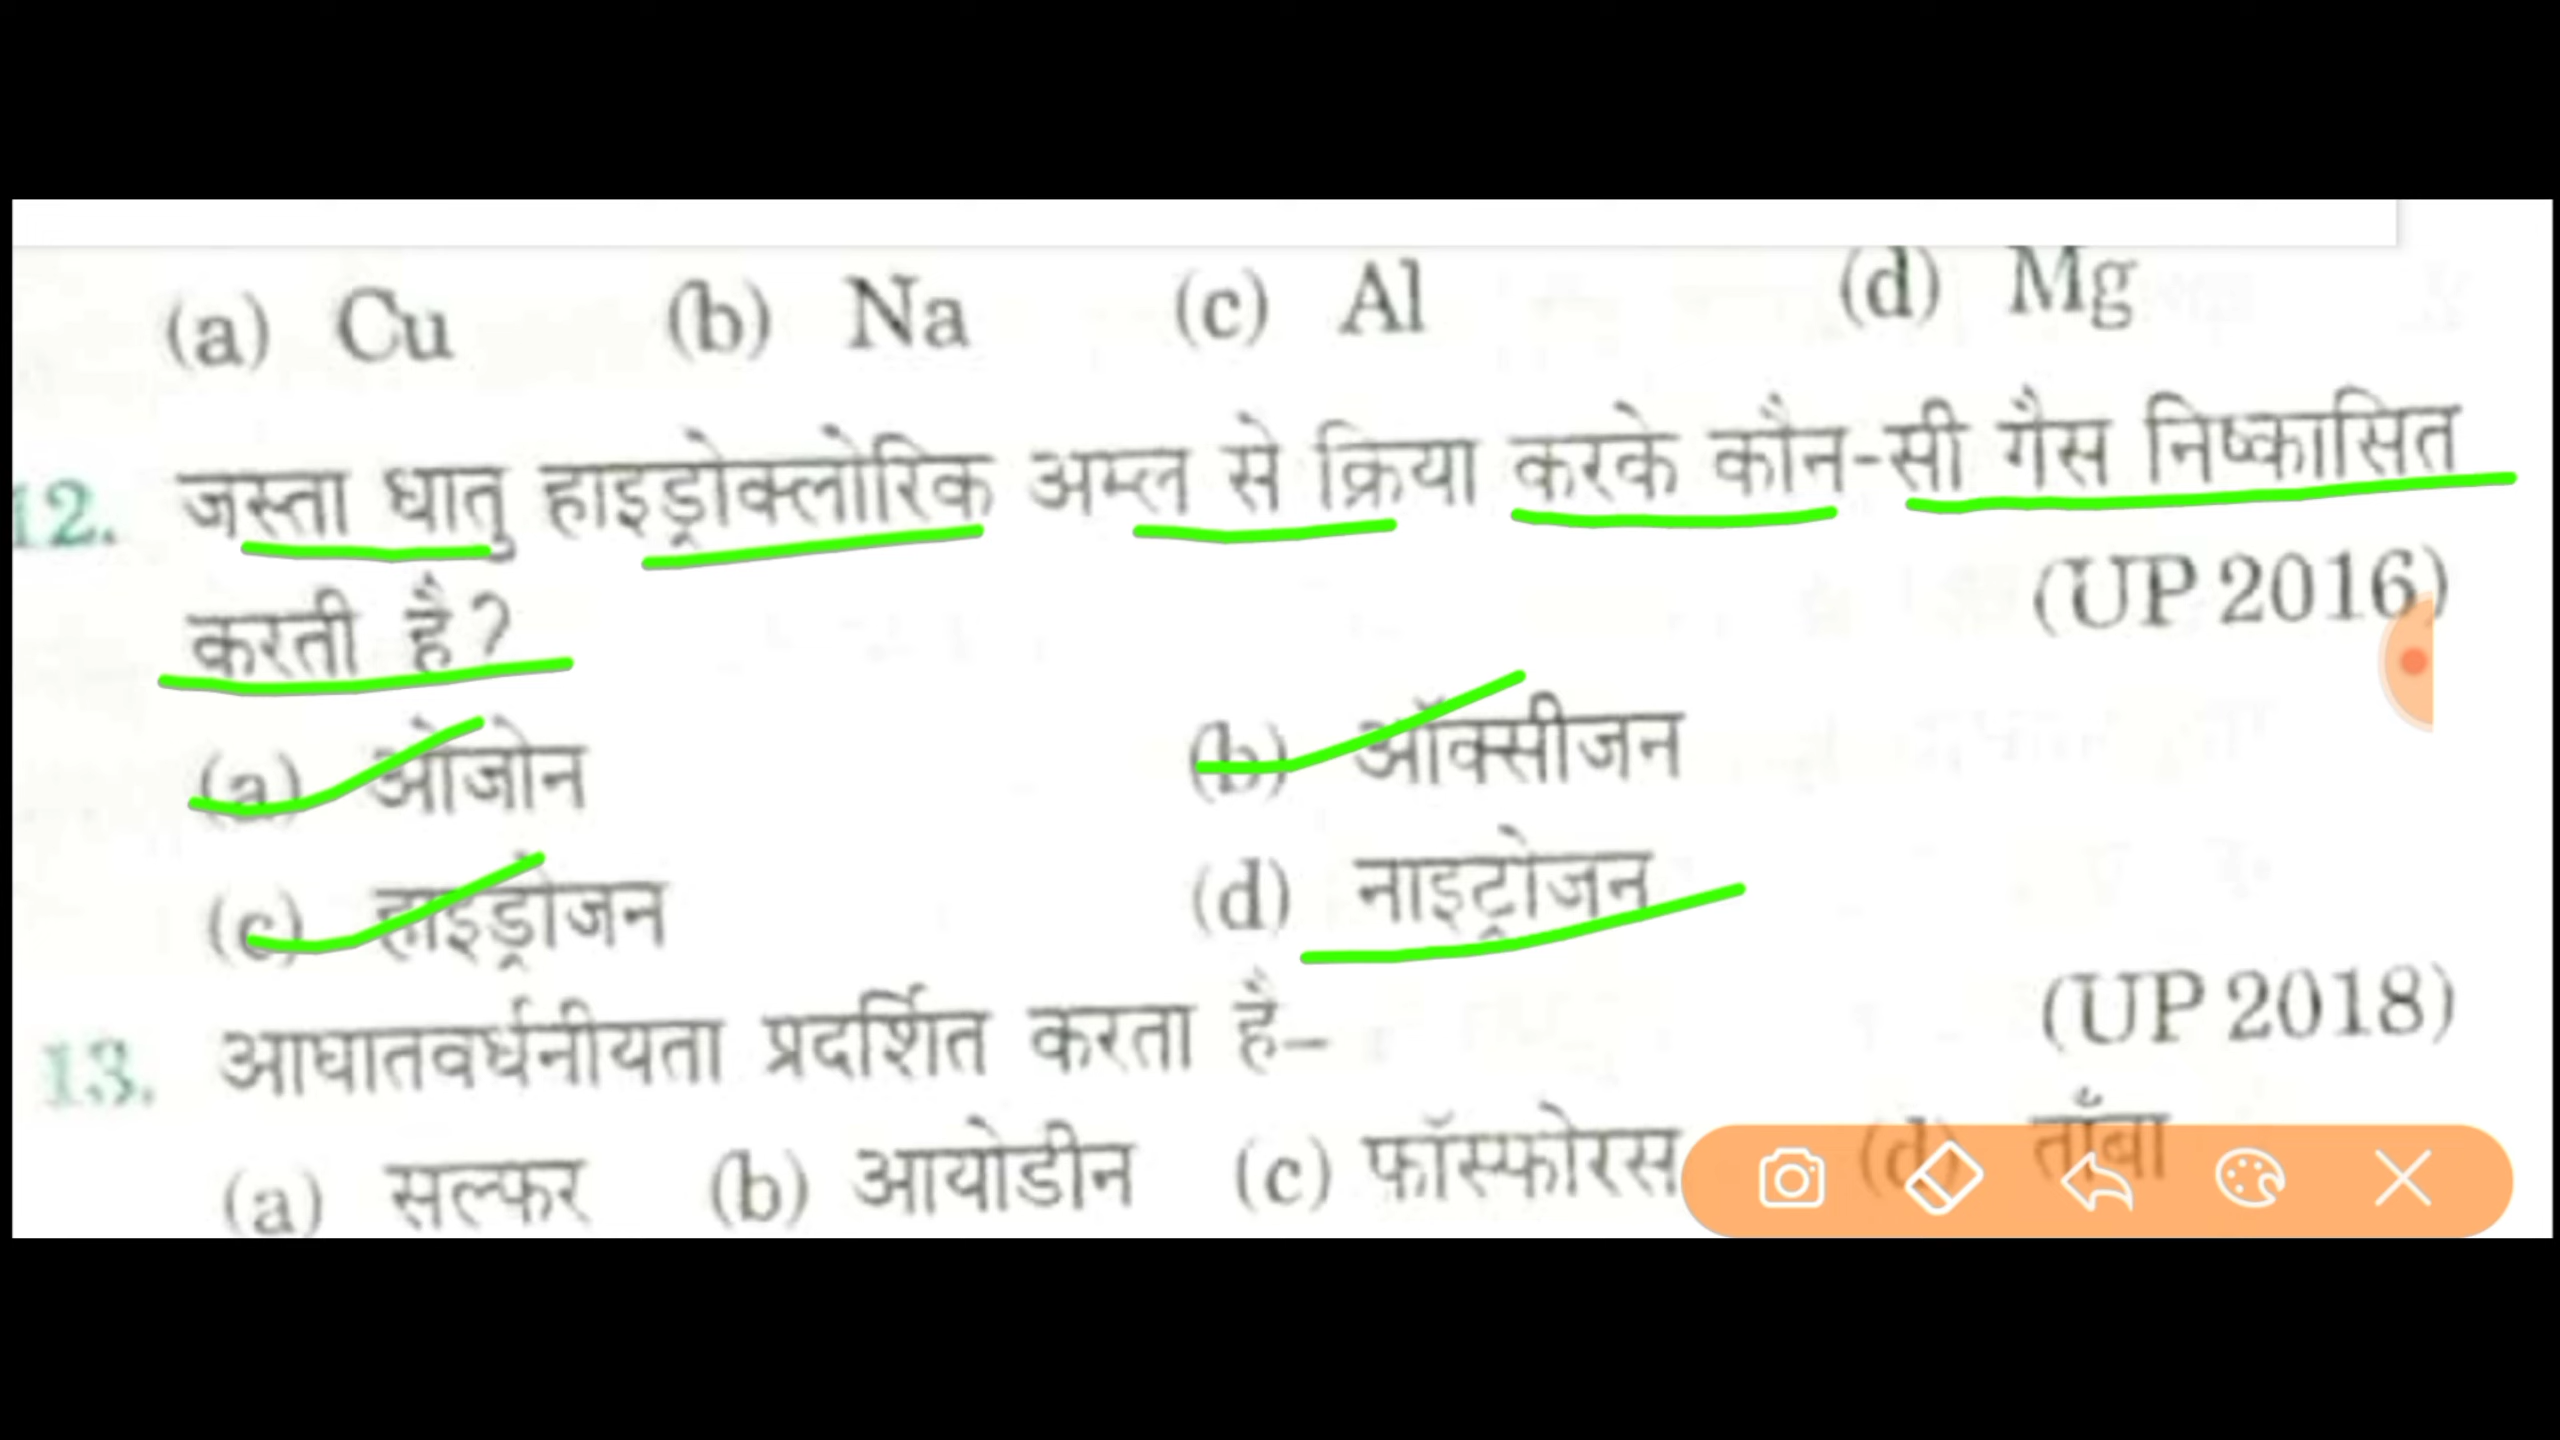 (a) Cu (b) Na (c) Al (d) Mg
12. जस्ता धातु हाइड्रोक्लोरिक अम्ल से क्रिया करके कौन-सी गैस निष्कासित
करती है? (UP 2016)
(a) ओजोन (b) ऑक्सीजन
(c) हाइड्रोजन (d) नाइट्रोजन
13. आघातवर्धनीयता प्रदर्शित करता है– (UP 2018)
(a) सल्फर (b) आयोडीन (c) फॉस्फोरस (d) ताँबा